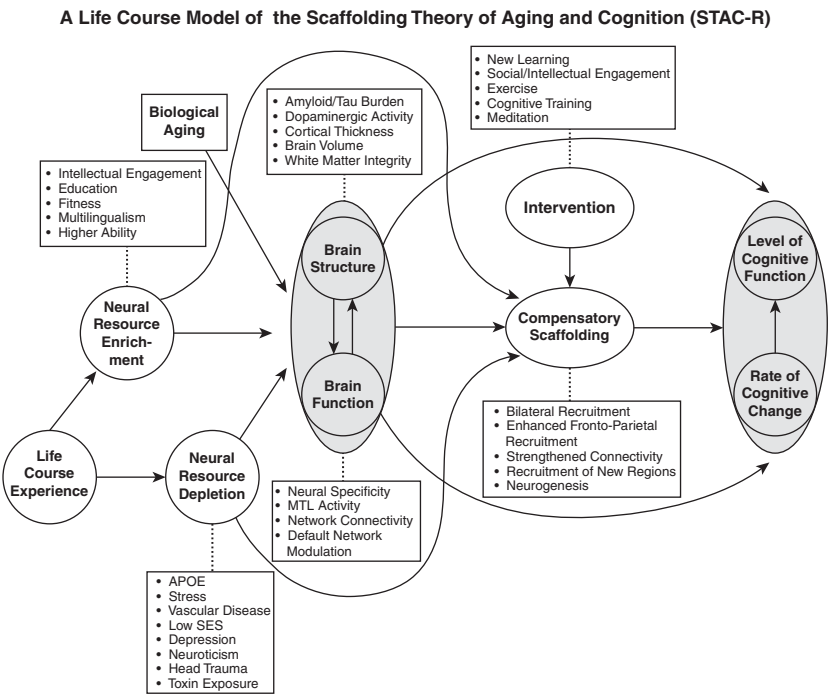 A Life Course Model of the Scaffolding Theory of Aging and Cognition (STAC-R)
• New Learning
• Social/Intellectual Engagement
• Exercise
• Cognitive Training
• Meditation
Biological
Aging
• Amyloid/Tau Burden
• Dopaminergic Activity
• Cortical Thickness
• Brain Volume
• White Matter Integrity
• Intellectual Engagement
• Education
• Fitness
• Multilingualism
• Higher Ability
Intervention
Brain
Structure
Level of
Cognitive
Function
Neural
Resource
Enrich-
ment
Compensatory
Scaffolding
Brain
Function
Rate of
Cognitive
Change
Life
Course
Experience
Neural
Resource
Depletion
• Bilateral Recruitment
• Enhanced Fronto-Parietal
Recruitment
• Strengthened Connectivity
• Recruitment of New Regions
• Neurogenesis
• Neural Specificity
• MTL Activity
• Network Connectivity
• Default Network
Modulation
• APOE
• Stress
• Vascular Disease
• Low SES
• Depression
• Neuroticism
• Head Trauma
• Toxin Exposure